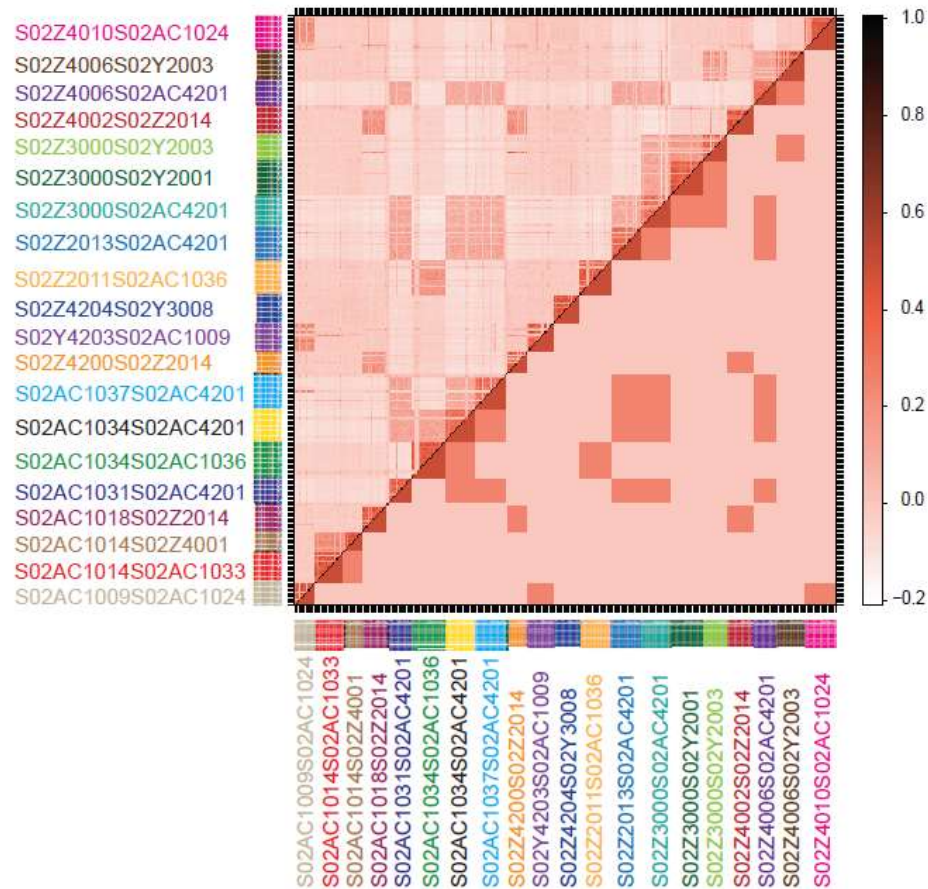 S02Z4010S02AC1024
S02Z4006S02Y2003
S02Z4006S02AC4201
S02Z4002S02Z2014
S02Z3000S02Y2003
S02Z3000S02Y2001
S02Z3000S02AC4201
S02Z2013S02AC4201
S02Z2011S02AC1036
S02Z4204S02Y3008
S02Y4203S02AC1009
S02Z4200S02Z2014
S02AC1037S02AC4201
S02AC1034S02AC4201
S02AC1034S02AC1036
S02AC1031S02AC4201
S02AC1018S02Z2014
S02AC1014S02Z4001
S02AC1014S02AC1033
S02AC1009S02AC1024
1.0
0.8
0.6
0.4
0.2
0.0
−0.2
S02AC1009S02AC1024
S02AC1014S02AC1033
S02AC1014S02Z4001
S02AC1018S02Z2014
S02AC1031S02AC4201
S02AC1034S02AC1036
S02AC1034S02AC4201
S02AC1037S02AC4201
S02Z4200S02Z2014
S02Y4203S02AC1009
S02Z4204S02Y3008
S02Z2011S02AC1036
S02Z2013S02AC4201
S02Z3000S02AC4201
S02Z3000S02Y2001
S02Z3000S02Y2003
S02Z4002S02Z2014
S02Z4006S02AC4201
S02Z4006S02Y2003
S02Z4010S02AC1024